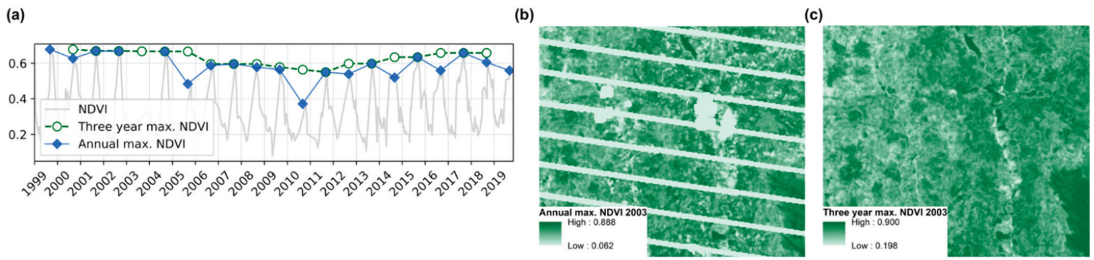 (a)
0.6
0.4
0.2
NDVI
Three year max. NDVI
Annual max. NDVI
1999
2000
2001
2002
2003
2004
2005
2006
2007
2008
2009
2010
2011
2012
2013
2014
2015
2016
2017
2018
2019
(b)
Annual max. NDVI 2003
High : 0.888
Low : 0.062
(c)
Three year max. NDVI 2003
High : 0.900
Low : 0.198